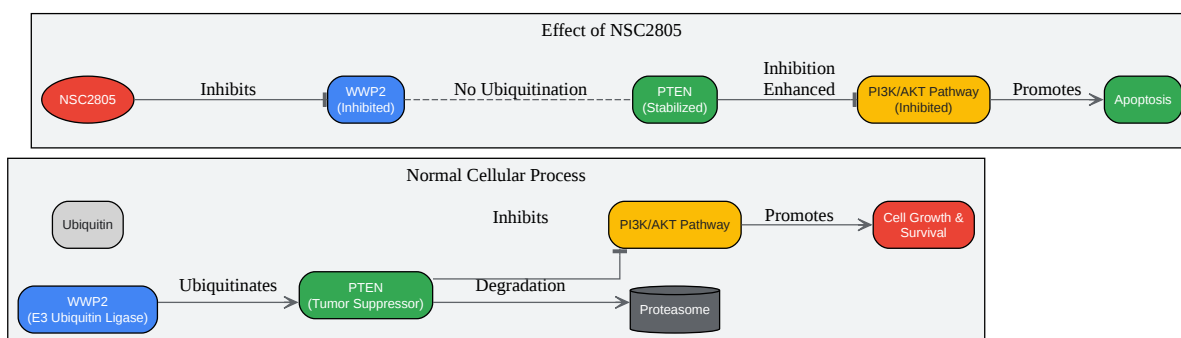 Effect of NSC2805
NSC2805
Inhibits
WWP2
(Inhibited)
No Ubiquitination
PTEN
(Stabilized)
Inhibition
Enhanced
PI3K/AKT Pathway
(Inhibited)
Promotes
Apoptosis
Normal Cellular Process
Ubiquitin
Inhibits
PI3K/AKT Pathway
Promotes
Cell Growth &
Survival
WWP2
(E3 Ubiquitin Ligase)
Ubiquitinates
PTEN
(Tumor Suppressor)
Degradation
Proteasome